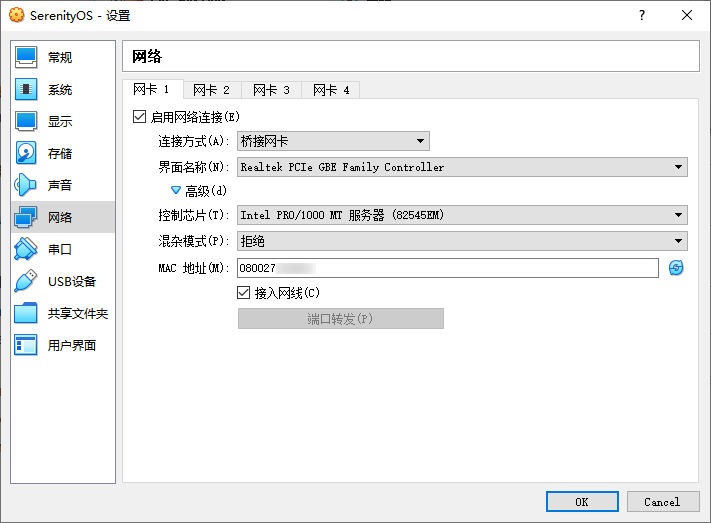 SerenityOS - 设置
?
常规
系统
显示
存储
声音
网络
串口
USB设备
共享文件夹
用户界面
网络
网卡 1 网卡 2 网卡 3 网卡 4
启用网络连接(E)
连接方式(A): 桥接网卡
界面名称(N): Realtek PCIe GBE Family Controller
高级(d)
控制芯片(T): Intel PRO/1000 MT 服务器 (82545EM)
混杂模式(P): 拒绝
MAC 地址(M): 080027
接入网线(C)
端口转发(P)
OK Cancel